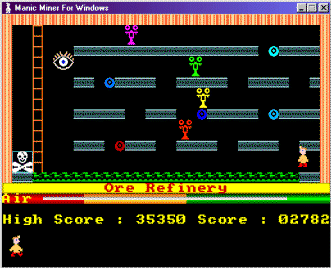 Manic Miner For Windows
Ore Refinery
Air
High Score : 35350 Score : 02782